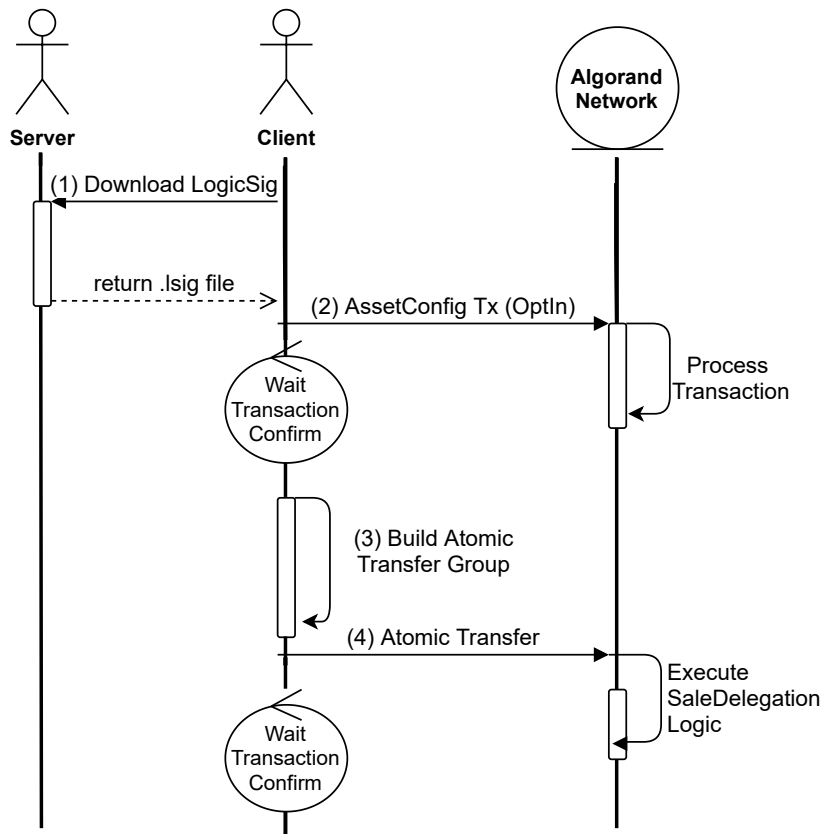 Algorand
Network
Server
Client
(1) Download LogicSig
return .lsig file
(2) AssetConfig Tx (OptIn)
Process
Transaction
Wait
Transaction
Confirm
(3) Build Atomic
Transfer Group
(4) Atomic Transfer
Execute
SaleDelegation
Logic
Wait
Transaction
Confirm